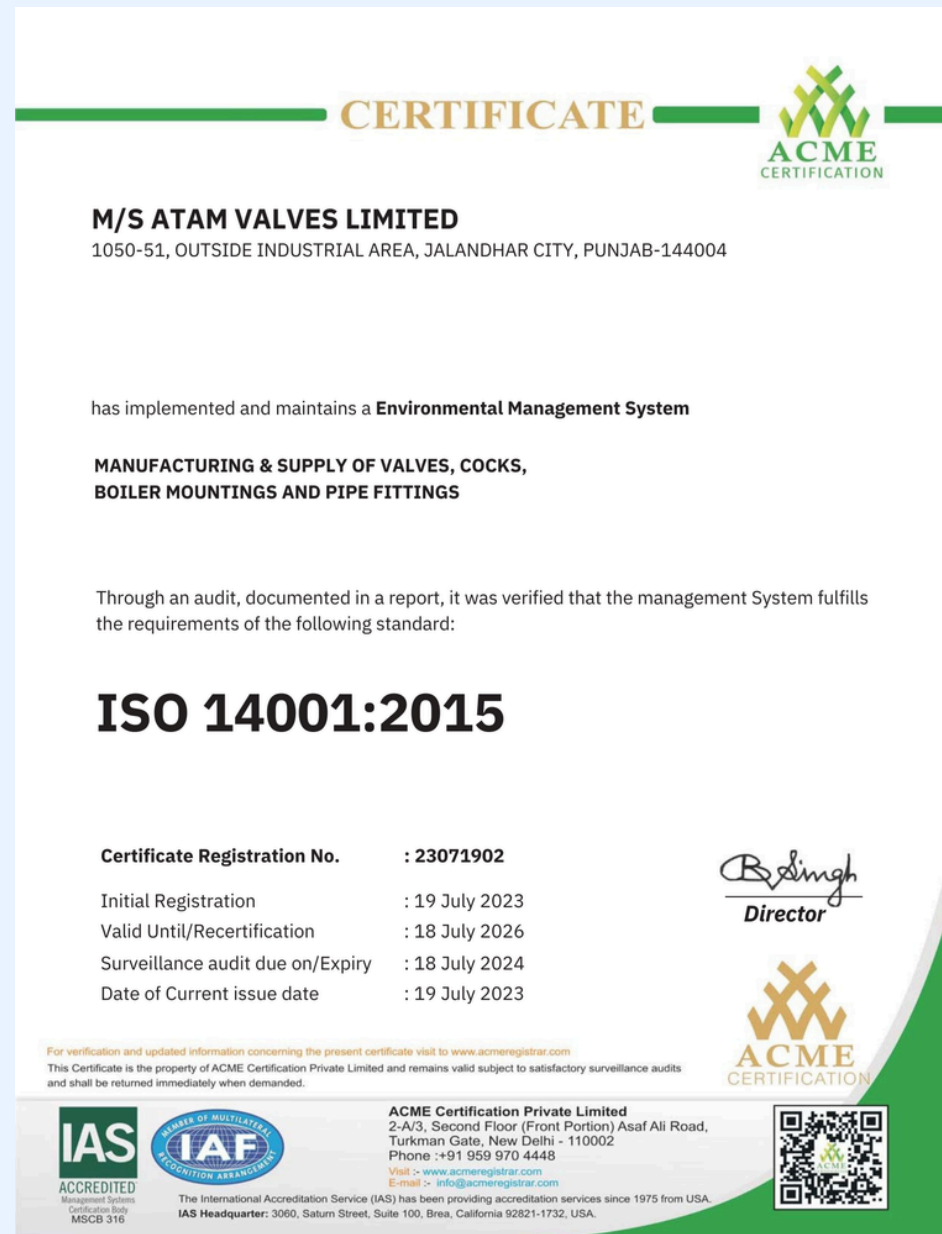 CERTIFICATE
ACME
CERTIFICATION
M/S ATAM VALVES LIMITED
1050-51, OUTSIDE INDUSTRIAL AREA, JALANDHAR CITY, PUNJAB-144004
has implemented and maintains a Environmental Management System
MANUFACTURING & SUPPLY OF VALVES, COCKS,
BOILER MOUNTINGS AND PIPE FITTINGS
Through an audit, documented in a report, it was verified that the management System fulfills
the requirements of the following standard:
ISO 14001:2015
Certificate Registration No. : 23071902
Initial Registration : 19 July 2023
Valid Until/Recertification : 18 July 2026
Surveillance audit due on/Expiry : 18 July 2024
Date of Current issue date : 19 July 2023
B Singh
Director
ACME
CERTIFICATION
For verification and updated information concerning the present certificate visit to www.acmeregistrar.com
This Certificate is the property of ACME Certification Private Limited and remains valid subject to satisfactory surveillance audits
and shall be returned immediately when demanded.
IAS
ACCREDITED
Management Systems
Certification Body
MSCB 316
MEMBER OF MULTILATERAL
IAF
RECOGNITION ARRANGEMENT
ACME Certification Private Limited
2-A/3, Second Floor (Front Portion) Asaf Ali Road,
Turkman Gate, New Delhi - 110002
Phone :+91 959 970 4448
Visit :- www.acmeregistrar.com
E-mail :- info@acmeregistrar.com
The International Accreditation Service (IAS) has been providing accreditation services since 1975 from USA.
IAS Headquarter: 3060, Saturn Street, Suite 100, Brea, California 92821-1732, USA.
ACME